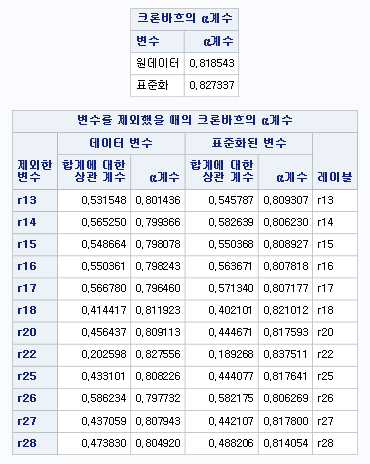 크론바흐의 α계수
변수 α계수
원데이터 0,818543
표준화 0,827337
변수를 제외했을 때의 크론바흐의 α계수
데이터 변수 표준화된 변수
제외한 변수 합계에 대한 상관 계수 α계수 합계에 대한 상관 계수 α계수 레이블
r13 0,531548 0,801436 0,545787 0,809307 r13
r14 0,565250 0,799366 0,582639 0,806230 r14
r15 0,548664 0,798078 0,550368 0,808927 r15
r16 0,550361 0,798243 0,563671 0,807818 r16
r17 0,566780 0,796460 0,571340 0,807177 r17
r18 0,414417 0,811923 0,402101 0,821012 r18
r20 0,456437 0,809113 0,444671 0,817593 r20
r22 0,202598 0,827556 0,189268 0,837511 r22
r25 0,433101 0,808226 0,444077 0,817641 r25
r26 0,586234 0,797732 0,582175 0,806269 r26
r27 0,437059 0,807943 0,442107 0,817800 r27
r28 0,473830 0,804920 0,488206 0,814054 r28